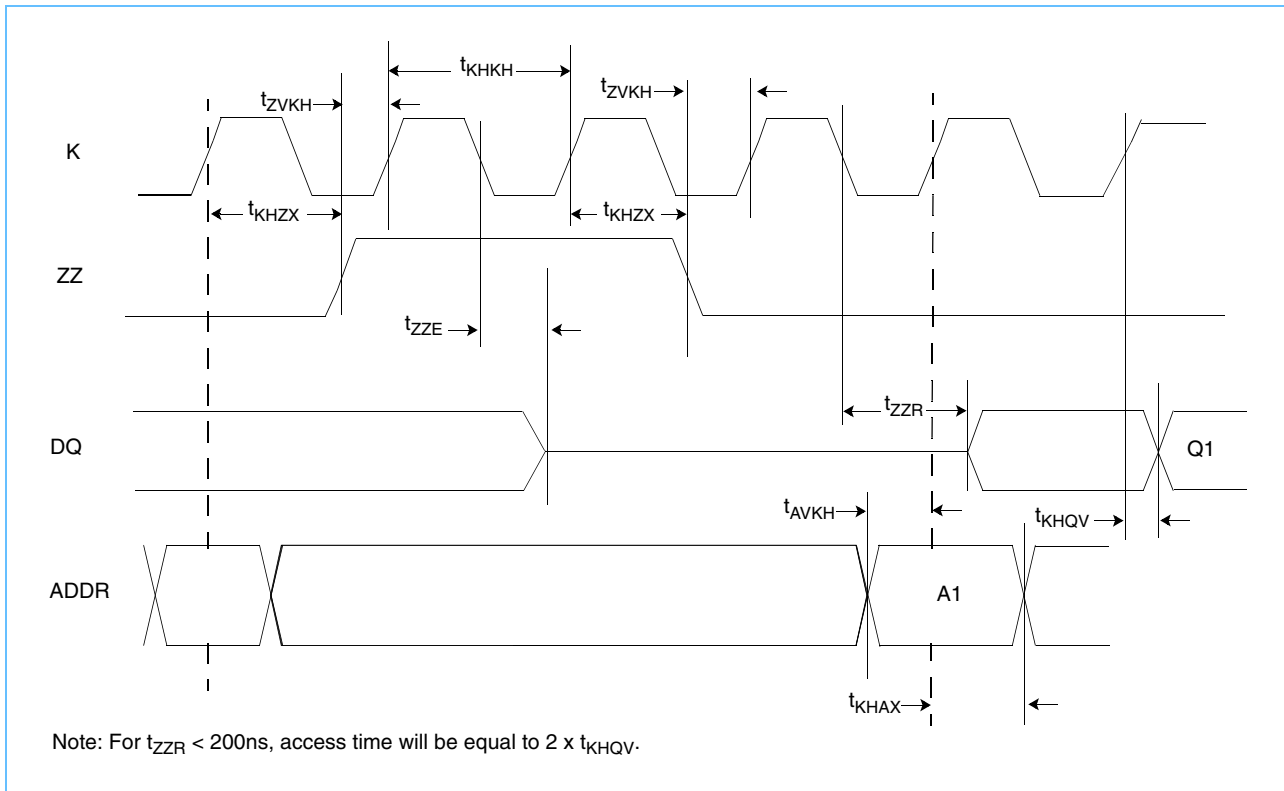 tKHKH
tZVKH
tZVKH
K
tKHZX
tKHZX
ZZ
tZZE
tZZR
DQ
Q1
tAVKH
tKHQV
ADDR
A1
tKHAX
Note: For tZZR < 200ns, access time will be equal to 2 x tKHQV.